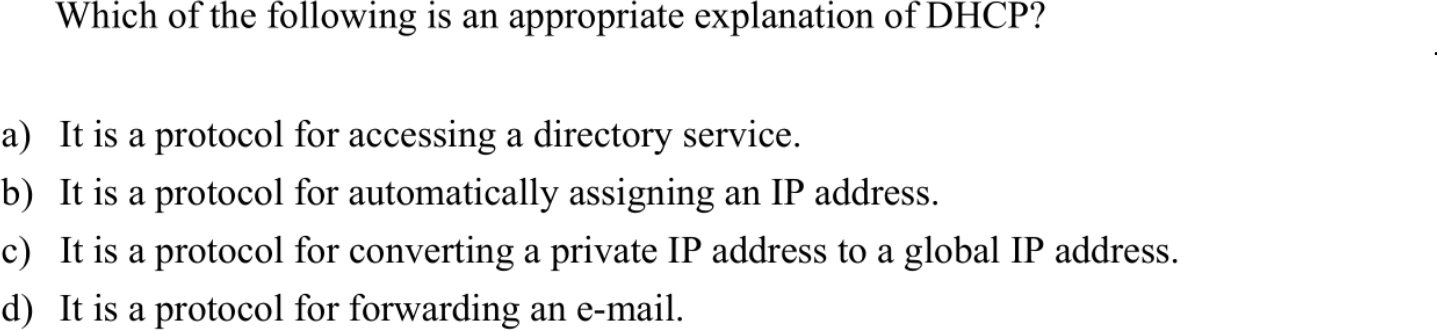 Which of the following is an appropriate explanation of DHCP?
a) It is a protocol for accessing a directory service.
b) It is a protocol for automatically assigning an IP address.
c) It is a protocol for converting a private IP address to a global IP address.
d) It is a protocol for forwarding an e-mail.